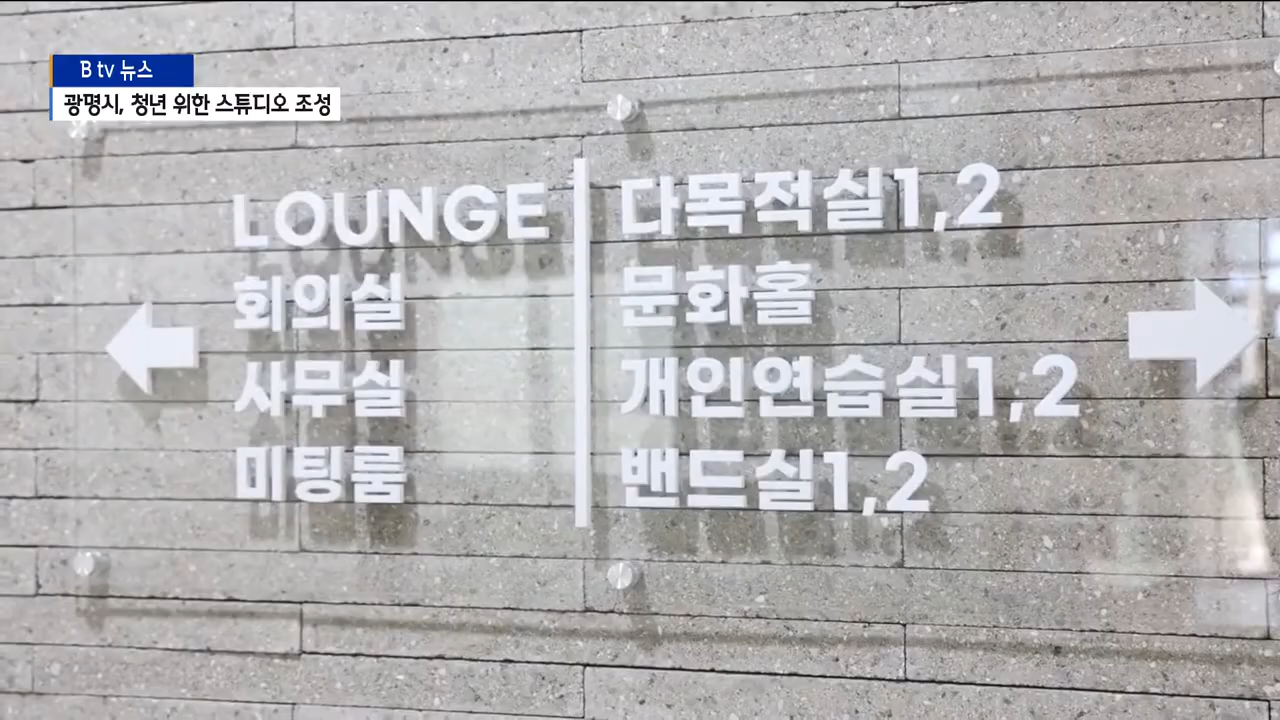 B tv 뉴스
광명시, 청년 위한 스튜디오 조성
LOUNGE
회의실
사무실
미팅룸
다목적실1,2
문화홀
개인연습실1,2
밴드실1,2